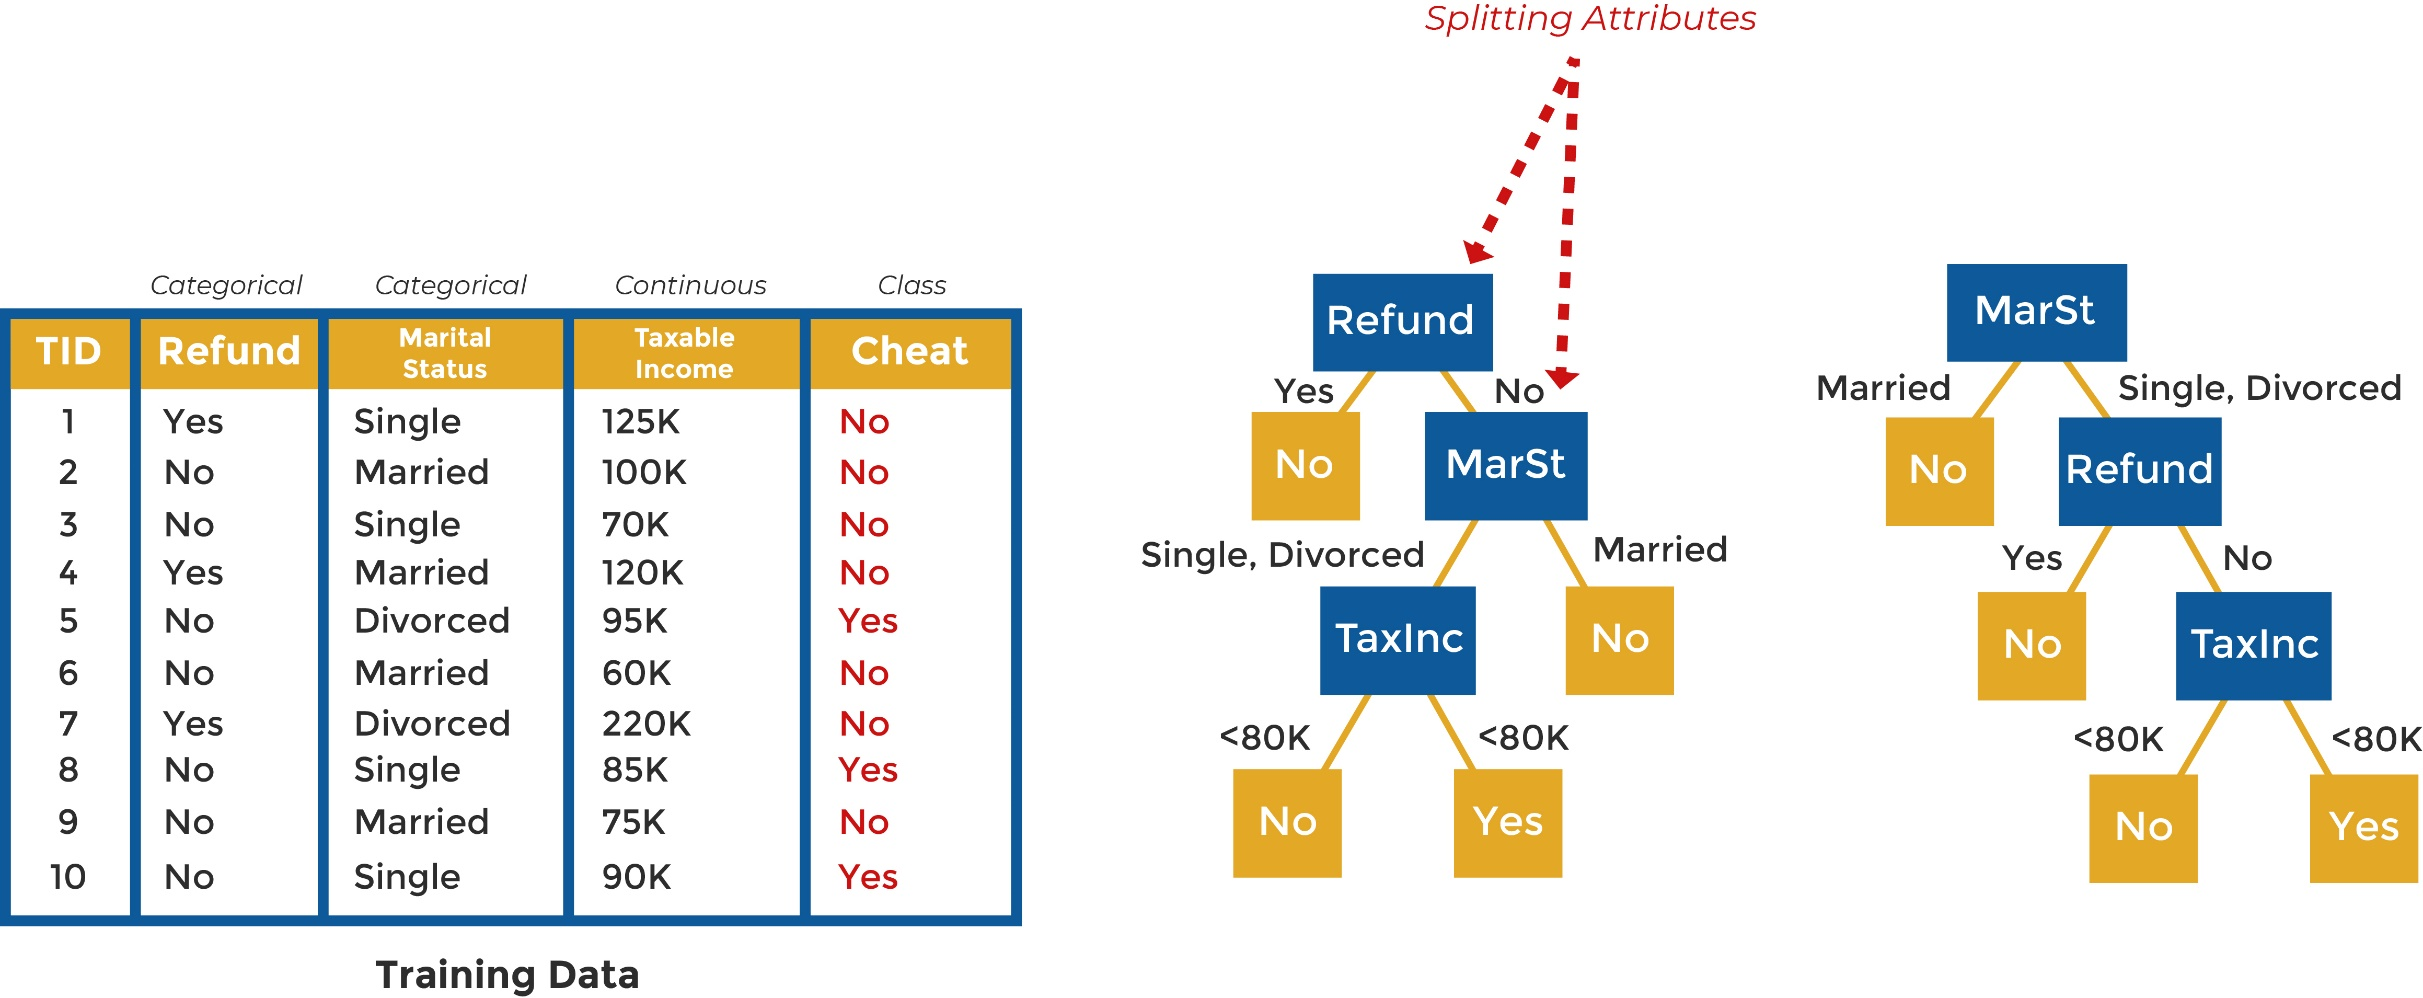 Splitting Attributes
Categorical Categorical Continuous Class
TID Refund Marital Status Taxable Income Cheat
1 Yes Single 125K No
2 No Married 100K No
3 No Single 70K No
4 Yes Married 120K No
5 No Divorced 95K Yes
6 No Married 60K No
7 Yes Divorced 220K No
8 No Single 85K Yes
9 No Married 75K No
10 No Single 90K Yes
Training Data
Refund
Yes No
No MarSt
Single, Divorced Married
TaxInc No
<80K <80K
No Yes
MarSt
Married Single, Divorced
No Refund
Yes No
No TaxInc
<80K <80K
No Yes